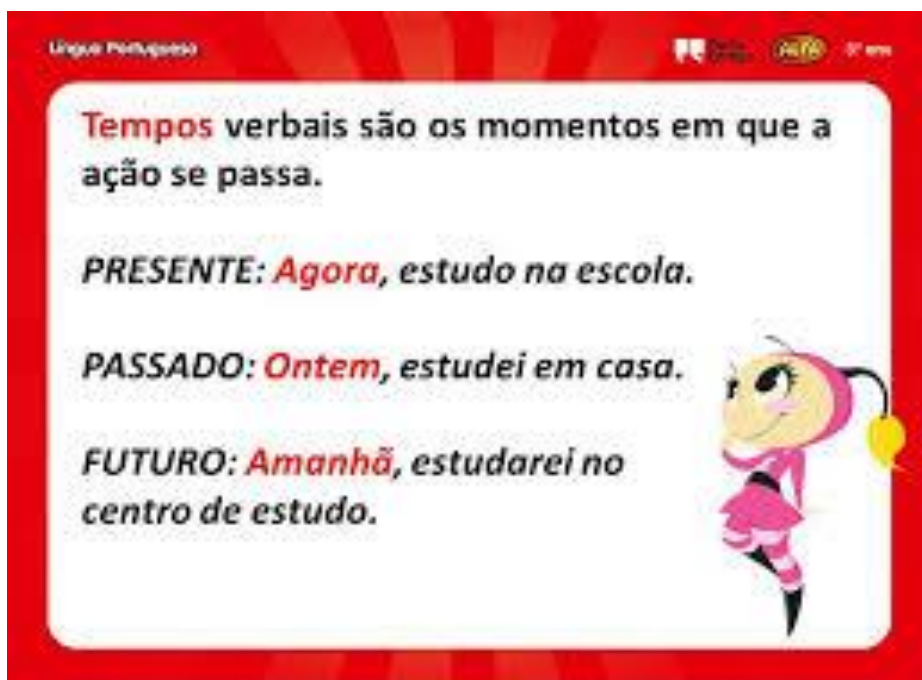 Língua Portuguesa
Tempos verbais são os momentos em que a
ação se passa.
PRESENTE: Agora, estudo na escola.
PASSADO: Ontem, estudei em casa.
FUTURO: Amanhã, estudarei no
centro de estudo.